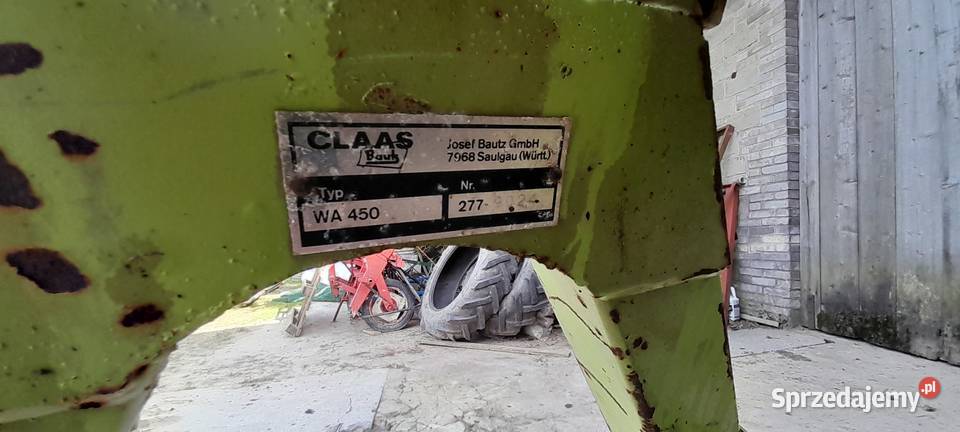 CLAAS
Bautz
Josef Bautz GmbH
7968 Saulgau (Württ.)
Typ
Nr.
WA 450
277-
Sprzedajemy.pl